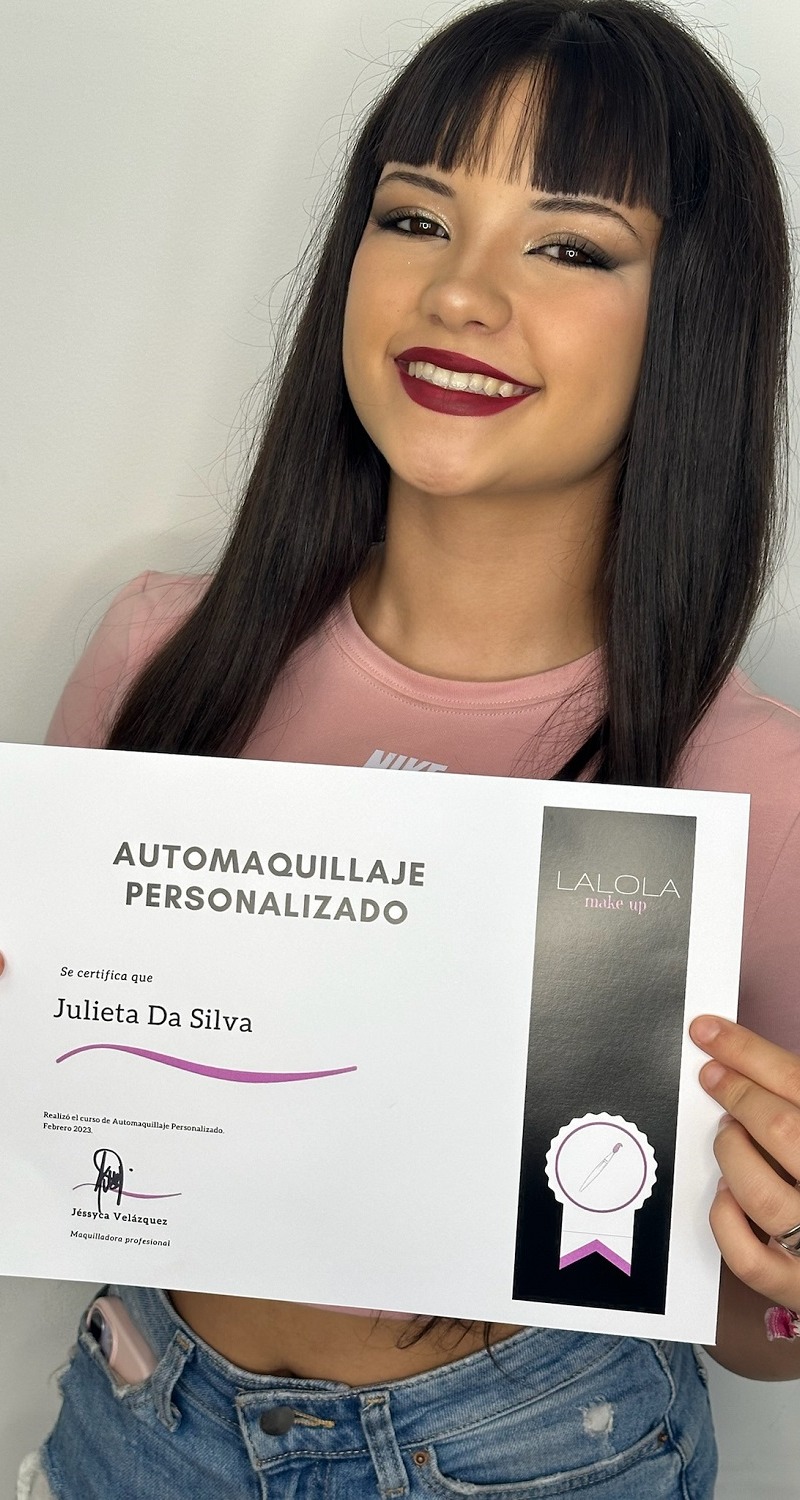 NIKE
AUTOMAQUILLAJE
PERSONALIZADO
LALOLA
make up
Se certifica que
Julieta Da Silva
Realizó el curso de Automaquillaje Personalizado.
Febrero 2023.
Jéssyca Velázquez
Maquilladora profesional